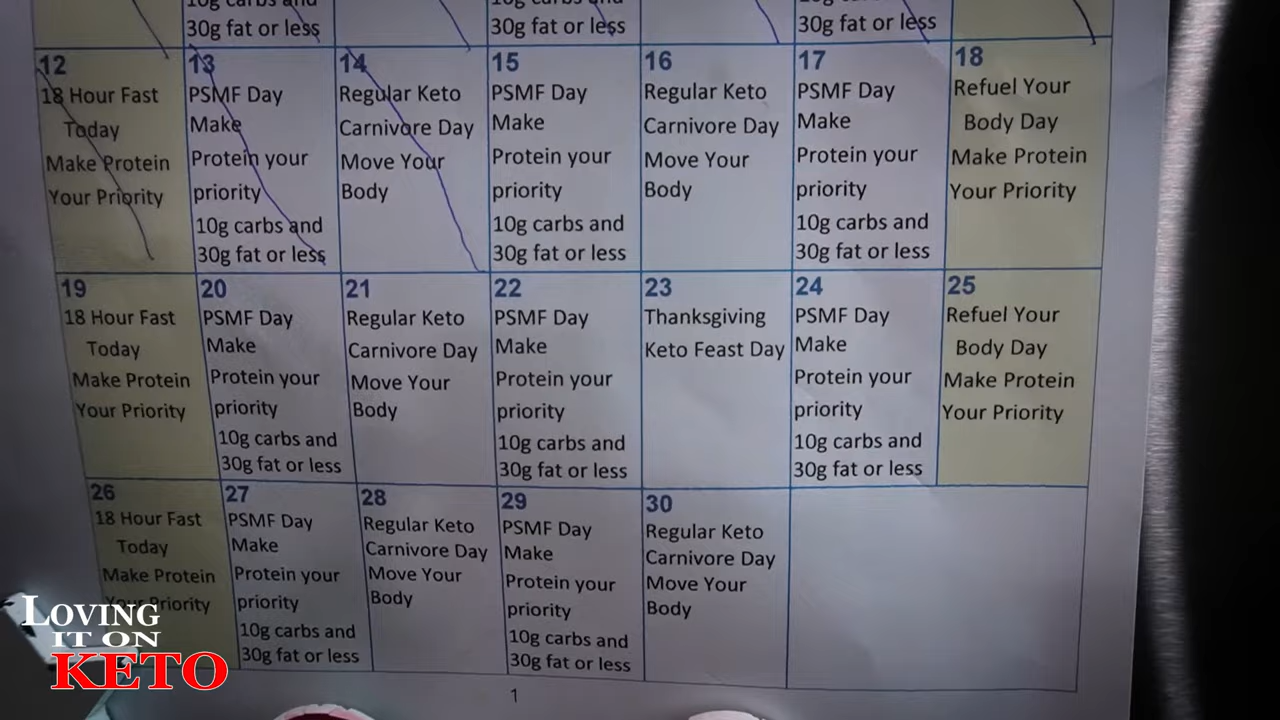 10g carbs and
30g fat or less
30g fat or less
30g fat or less
12
18 Hour Fast
Today
Make Protein
Your Priority
13
PSMF Day
Make
Protein your
priority
10g carbs and
30g fat or less
14
Regular Keto
Carnivore Day
Move Your
Body
15
PSMF Day
Make
Protein your
priority
10g carbs and
30g fat or less
16
Regular Keto
Carnivore Day
Move Your
Body
17
PSMF Day
Make
Protein your
priority
10g carbs and
30g fat or less
18
Refuel Your
Body Day
Make Protein
Your Priority
19
18 Hour Fast
Today
Make Protein
Your Priority
20
PSMF Day
Make
Protein your
priority
10g carbs and
30g fat or less
21
Regular Keto
Carnivore Day
Move Your
Body
22
PSMF Day
Make
Protein your
priority
10g carbs and
30g fat or less
23
Thanksgiving
Keto Feast Day
24
PSMF Day
Make
Protein your
priority
10g carbs and
30g fat or less
25
Refuel Your
Body Day
Make Protein
Your Priority
26
18 Hour Fast
Today
Make Protein
Your Priority
27
PSMF Day
Make
Protein your
priority
10g carbs and
30g fat or less
28
Regular Keto
Carnivore Day
Move Your
Body
29
PSMF Day
Make
Protein your
priority
10g carbs and
30g fat or less
30
Regular Keto
Carnivore Day
Move Your
Body
1
LOVING
IT ON
KETO